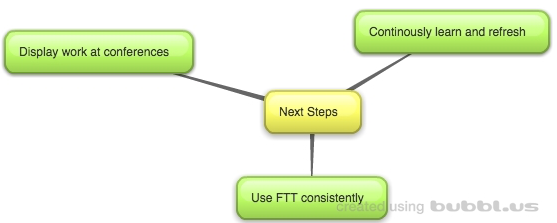 Continously learn and refresh
Display work at conferences
Next Steps
Use FTT consistently
created using bubbl.us